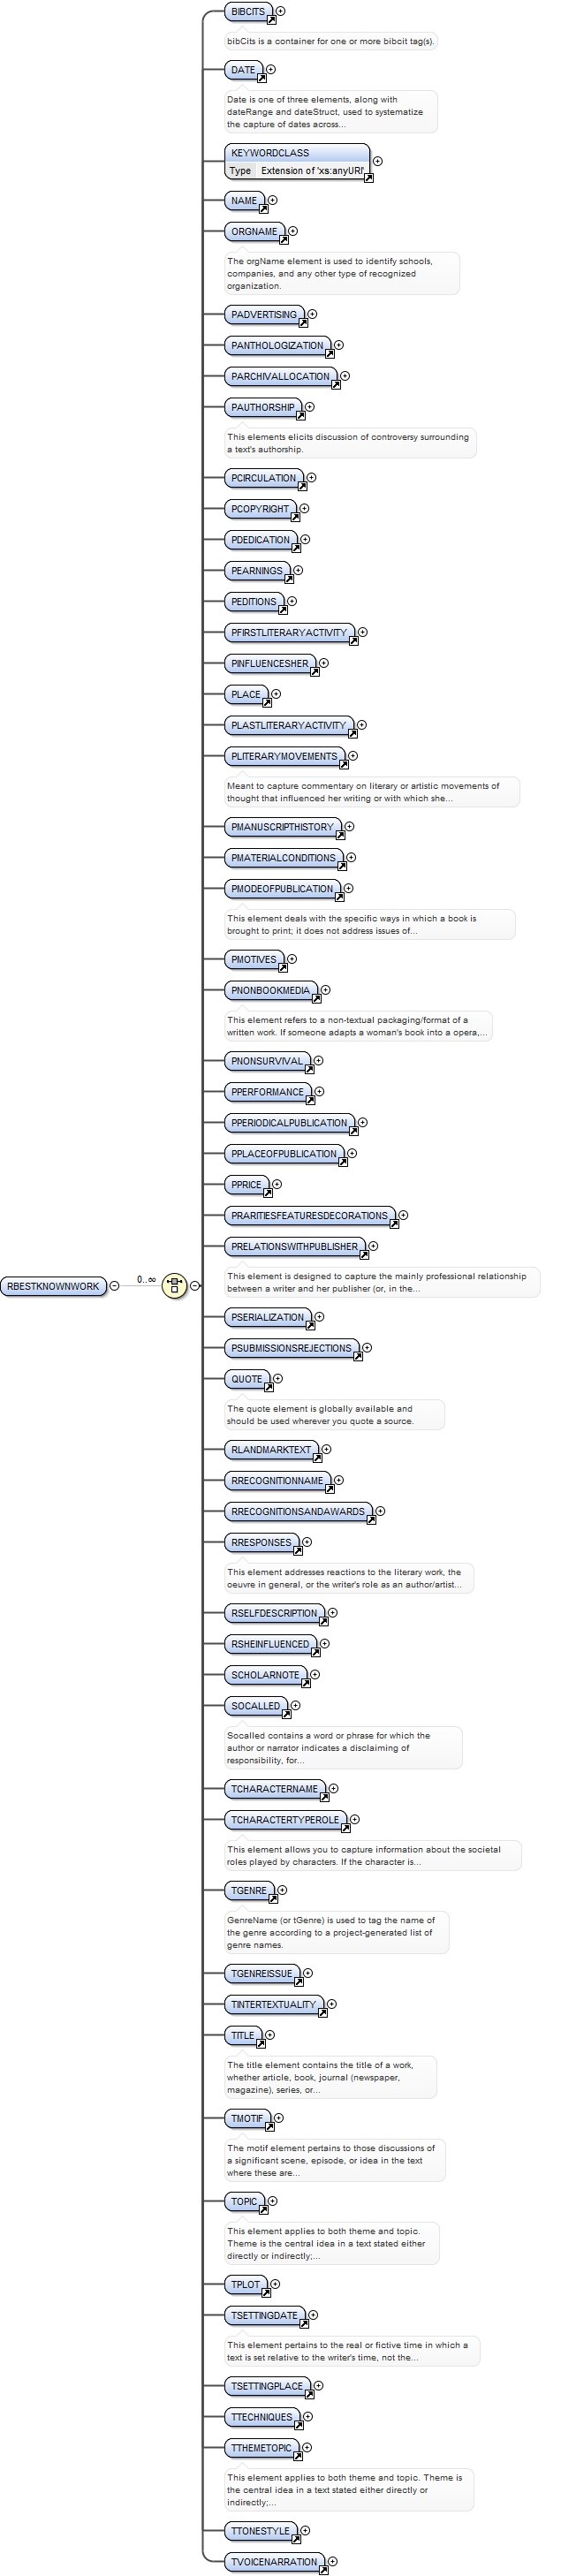 BIBCITS
bibCits is a container for one or more bibcit tag(s).
DATE
Date is one of three elements, along with
dateRange and dateStruct, used to systematize
the capture of dates across...
KEYWORDCLASS
Type Extension of 'xs:anyURI'
NAME
ORGNAME
The orgName element is used to identify schools,
companies, and any other type of recognized
organization.
PADVERTISING
PANTHOLOGIZATION
PARCHIVALLOCATION
PAUTHORSHIP
This elements elicits discussion of controversy surrounding
a text's authorship.
PCIRCULATION
PCOPYRIGHT
PDEDICATION
PEARNINGS
PEDITIONS
PFIRSTLITERARYACTIVITY
PINFLUENCESHER
PLACE
PLASTLITERARYACTIVITY
PLITERARYMOVEMENTS
Meant to capture commentary on literary or artistic movements of
thought that influenced her writing or with which she...
PMANUSCRIPTHISTORY
PMATERIALCONDITIONS
PMODEOFPUBLICATION
This element deals with the specific ways in which a book is
brought to print; it does not address issues of...
PMOTIVES
PNONBOOKMEDIA
This element refers to a non-textual packaging/format of a
written work. If someone adapts a woman's book into a opera,...
PNONSURVIVAL
PPERFORMANCE
PPERIODICALPUBLICATION
PPLACEOFPUBLICATION
PPRICE
PRARITIESFEATURESDECORATIONS
PRELATIONSWITHPUBLISHER
RBESTKNOWNWORK 0..∞
This element is designed to capture the mainly professional relationship
between a writer and her publisher (or, in the...
PSERIALIZATION
PSUBMISSIONSREJECTIONS
QUOTE
The quote element is globally available and
should be used wherever you quote a source.
RLANDMARKTEXT
RRECOGNITIONNAME
RRECOGNITIONSANDAWARDS
RRESPONSES
This element addresses reactions to the literary work, the
oeuvre in general, or the writer's role as an author/artist...
RSELFDESCRIPTION
RSHEINFLUENCED
SCHOLARNOTE
SOCALLED
Socalled contains a word or phrase for which the
author or narrator indicates a disclaiming of
responsibility, for...
TCHARACTERNAME
TCHARACTERTYPEROLE
This element allows you to capture information about the societal
roles played by characters. If the character is...
TGENRE
GenreName (or tGenre) is used to tag the name of
the genre according to a project-generated list of
genre names.
TGENREISSUE
TINTERTEXTUALITY
TITLE
The title element contains the title of a work,
whether article, book, journal (newspaper,
magazine), series, or...
TMOTIF
The motif element pertains to those discussions of
a significant scene, episode, or idea in the text
where these are...
TOPIC
This element applies to both theme and topic.
Theme is the central idea in a text stated either
directly or indirectly;...
TPLOT
TSETTINGDATE
This element pertains to the real or fictive time in which a
text is set relative to the writer's time, not the...
TSETTINGPLACE
TTECHNIQUES
TTHEMETOPIC
This element applies to both theme and topic. Theme is
the central idea in a text stated either directly or
indirectly;...
TTONESTYLE
TVOICENARRATION